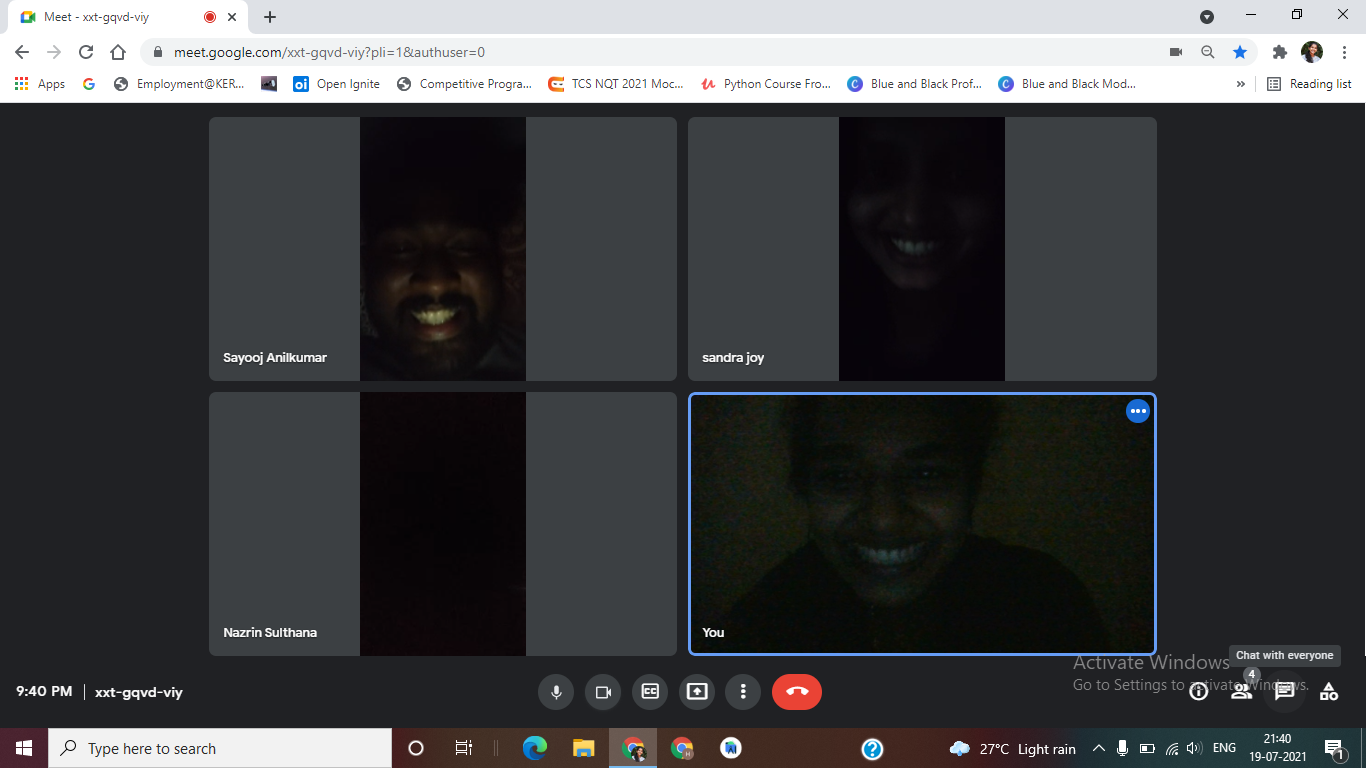 Meet - xxt-gqvd-viy
meet.google.com/xxt-gqvd-viy?pli=1&authuser=0
Apps
Employment@KER...
oi Open Ignite
Competitive Progra...
TCS NQT 2021 Moc...
Python Course Fro...
Blue and Black Prof...
Blue and Black Mod...
»
Reading list
Sayooj Anilkumar
sandra joy
Nazrin Sulthana
You
Chat with everyone
Activate Windows
Go to Settings to activate Windows.
4
9:40 PM | xxt-gqvd-viy
CC
Type here to search
27°C Light rain
ENG
21:40
19-07-2021
1